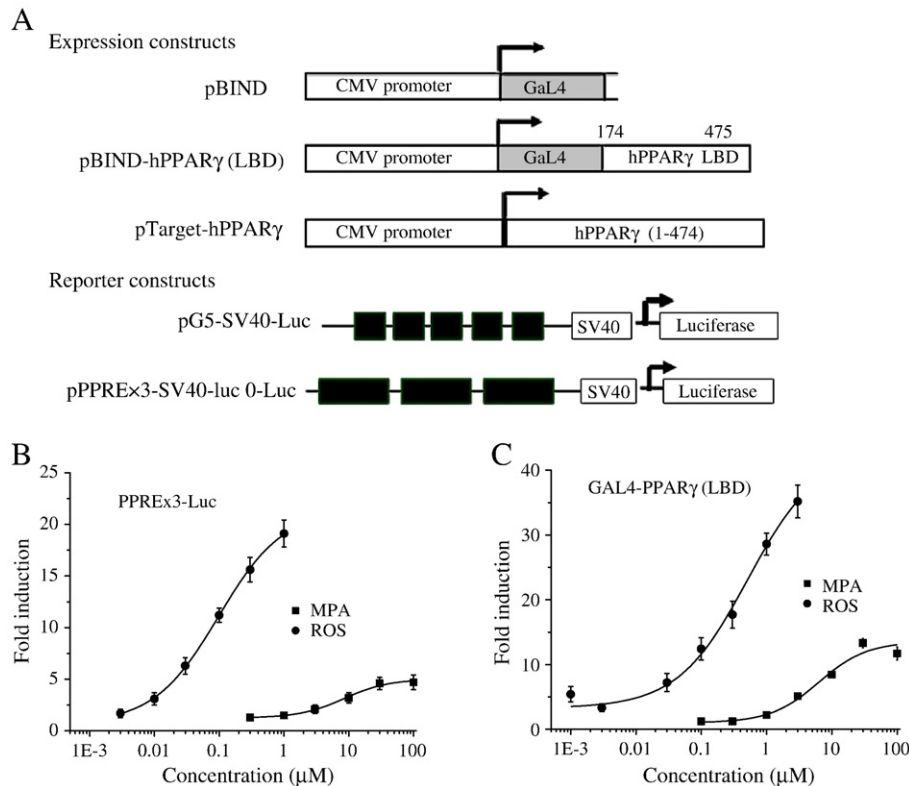 A
Expression constructs
pBIND
CMV promoter
GaL4
174 475
pBIND-hPPARγ (LBD)
CMV promoter
GaL4
hPPARγ LBD
pTarget-hPPARγ
CMV promoter
hPPARγ (1-474)
Reporter constructs
pG5-SV40-Luc
SV40
Luciferase
pPPRE×3-SV40-luc 0-Luc
SV40
Luciferase
B
PPREx3-Luc
Fold induction
25
20
15
10
5
0
MPA
ROS
1E-3 0.01 0.1 1 10 100
Concentration (μM)
C
GAL4-PPARγ (LBD)
Fold induction
40
30
20
10
0
MPA
ROS
1E-3 0.01 0.1 1 10 100
Concentration (μM)